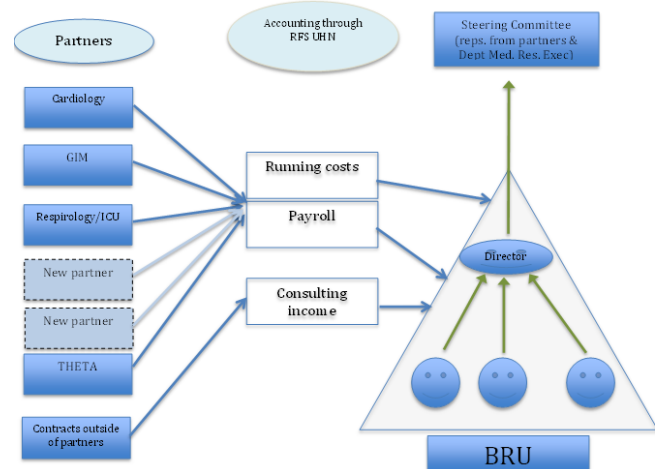 Partners
Accounting through
RFS UHN
Steering Committee
(reps. from partners &
Dept Med. Res. Exec)
Cardiology
GIM
Respirology/ICU
New partner
New partner
THETA
Contracts outside
of partners
Running costs
Payroll
Consulting
income
Director
BRU